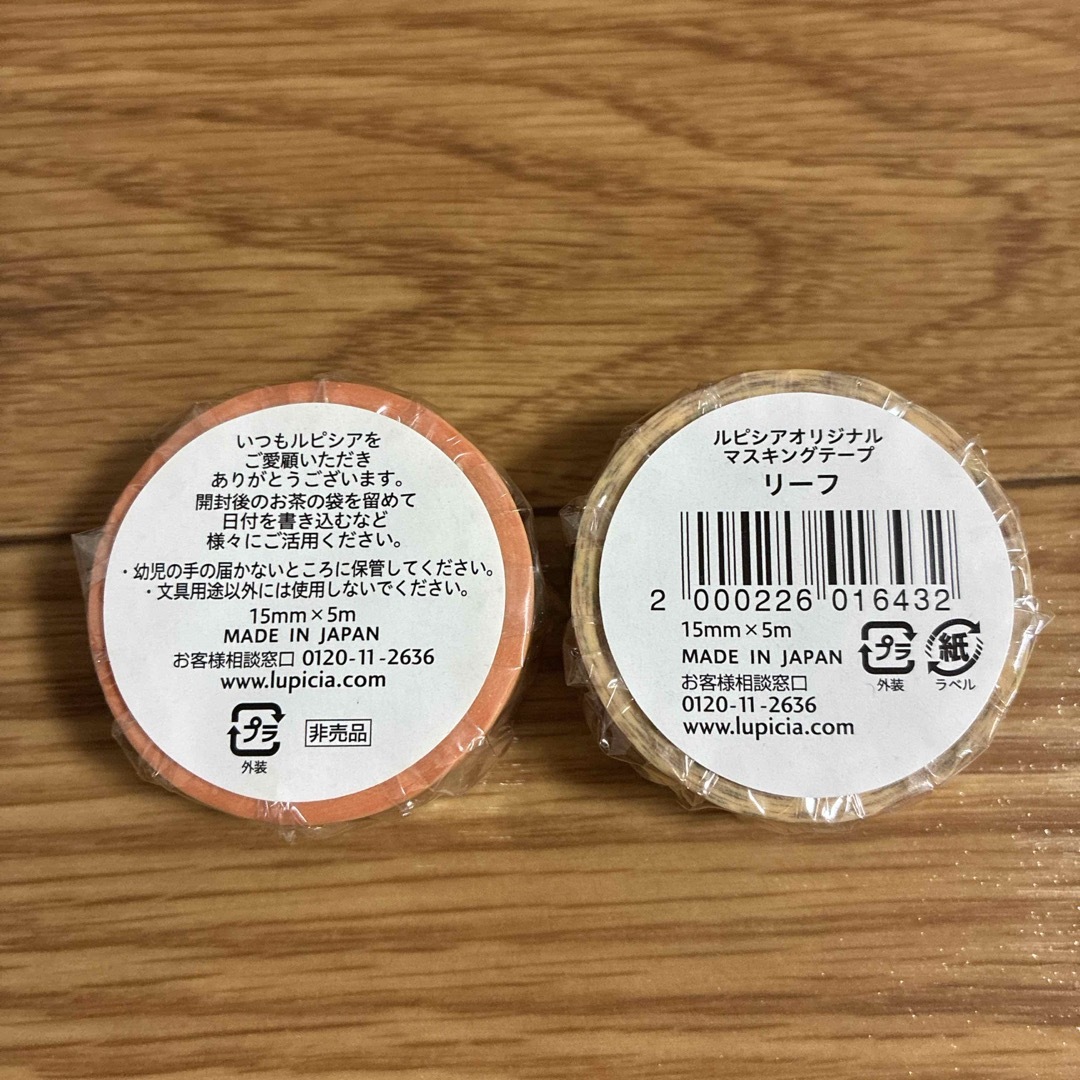 いつもルピシアを
ご愛顧いただき
ありがとうございます。
開封後のお茶の袋を留めて
日付を書き込むなど
様々にご活用ください。
・幼児の手の届かないところに保管してください。
・文具用途以外には使用しないでください。
15mm×5m
MADE IN JAPAN
お客様相談窓口 0120-11-2636
www.lupicia.com
プラ
外装
非売品
ルピシアオリジナル
マスキングテープ
リーフ
2 000226 016432
15mm×5m
MADE IN JAPAN
お客様相談窓口
0120-11-2636
www.lupicia.com
プラ
外装
紙
ラベル